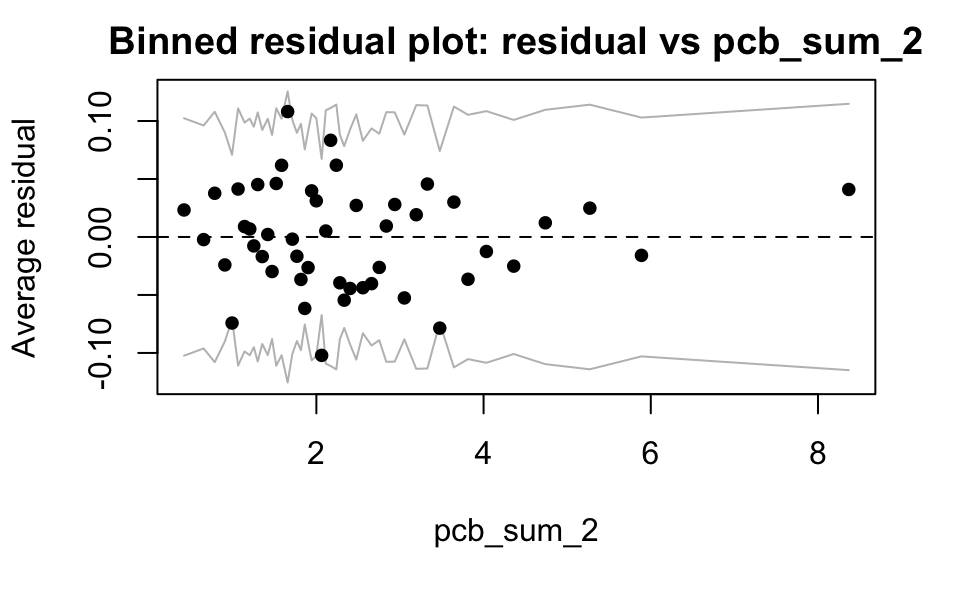 Binned residual plot: residual vs pcb_sum_2
Average residual
0.10
0.00
-0.10
2 4 6 8
pcb_sum_2